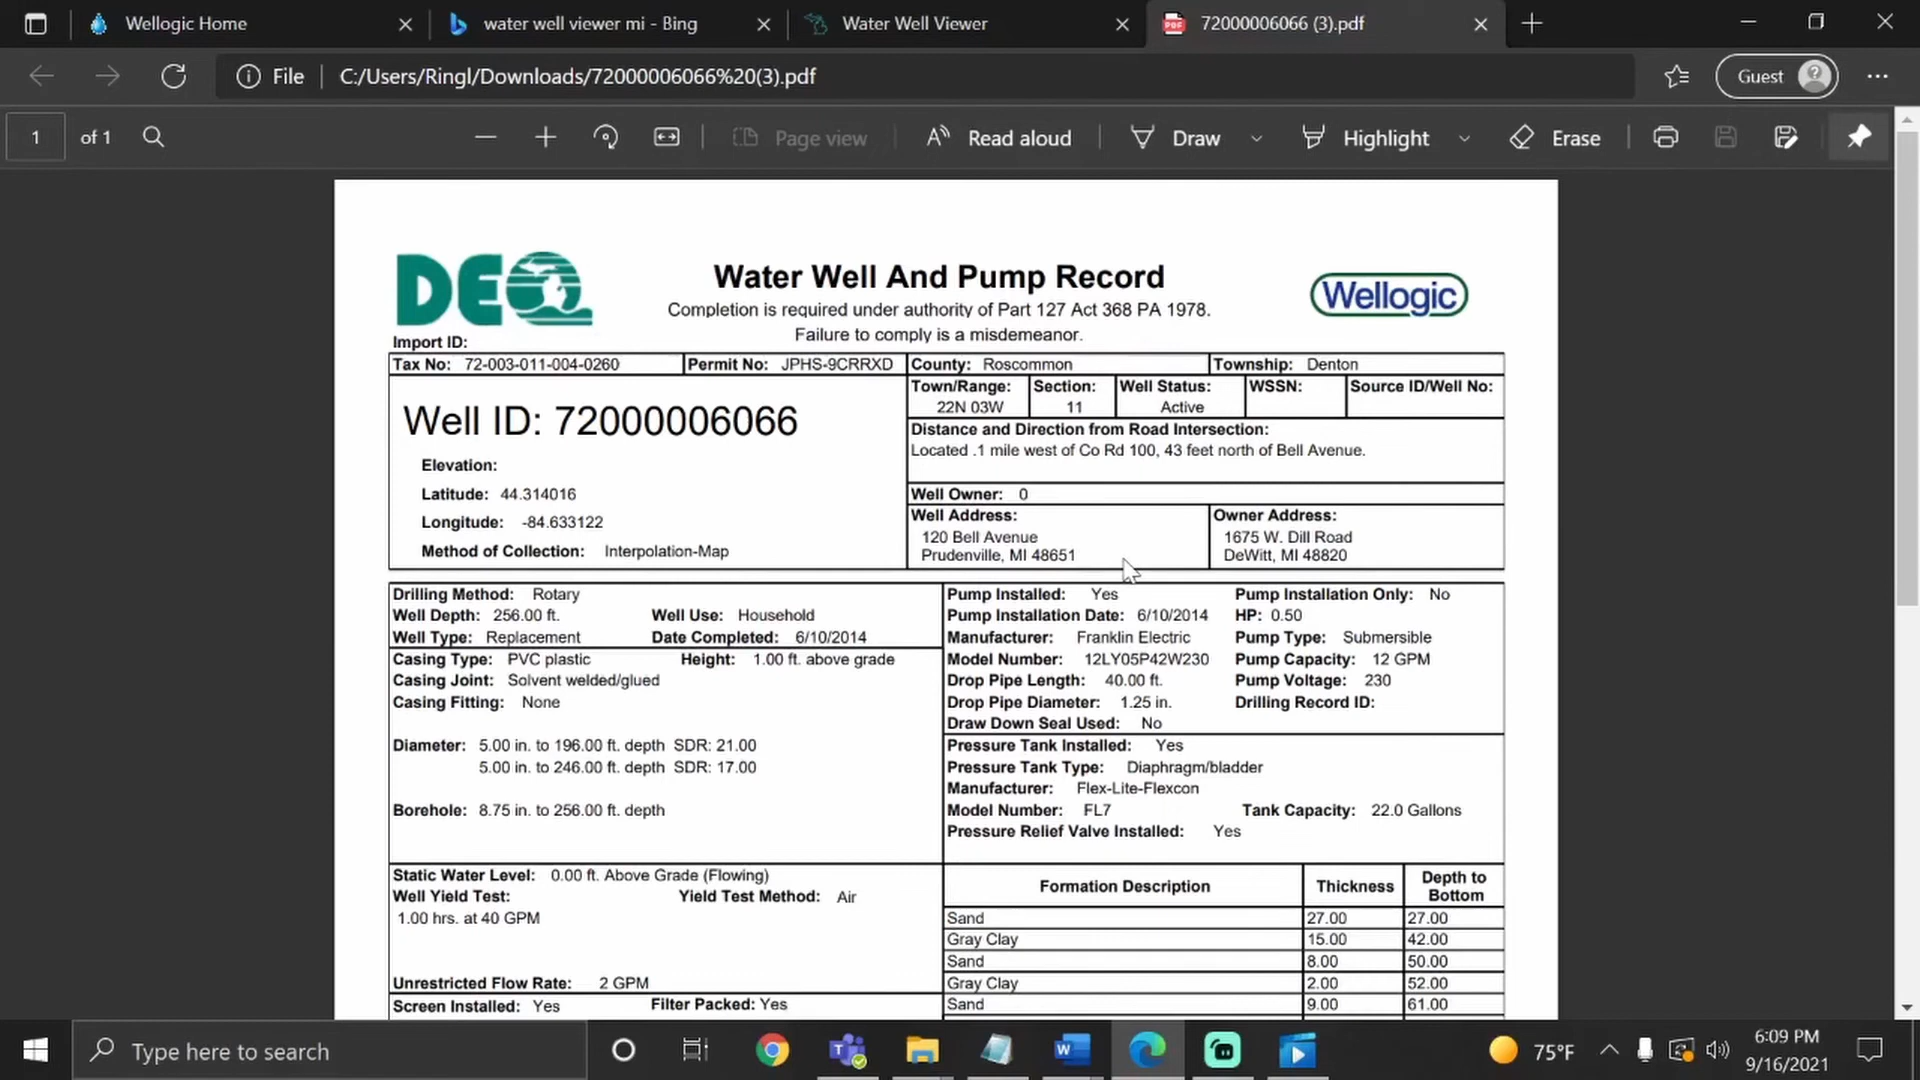 Wellogic Home
water well viewer mi - Bing
Water Well Viewer
72000006066 (3).pdf
File
C:/Users/Ringl/Downloads/72000006066%20(3).pdf
Guest
1
of 1
Page view
Read aloud
Draw
Highlight
Erase
DEQ
Water Well And Pump Record
Completion is required under authority of Part 127 Act 368 PA 1978.
Failure to comply is a misdemeanor.
Wellogic
Import ID:
Tax No: 72-003-011-004-0260
Permit No: JPHS-9CRRXD
County: Roscommon
Township: Denton
Well ID: 72000006066
Elevation:
Latitude: 44.314016
Longitude: -84.633122
Method of Collection: Interpolation-Map
Town/Range:
22N 03W
Section:
11
Well Status:
Active
WSSN:
Source ID/Well No:
Distance and Direction from Road Intersection:
Located .1 mile west of Co Rd 100, 43 feet north of Bell Avenue.
Well Owner: 0
Well Address:
120 Bell Avenue
Prudenville, MI 48651
Owner Address:
1675 W. Dill Road
DeWitt, MI 48820
Drilling Method: Rotary
Well Depth: 256.00 ft. Well Use: Household
Well Type: Replacement Date Completed: 6/10/2014
Casing Type: PVC plastic Height: 1.00 ft. above grade
Casing Joint: Solvent welded/glued
Casing Fitting: None
Diameter: 5.00 in. to 196.00 ft. depth SDR: 21.00
5.00 in. to 246.00 ft. depth SDR: 17.00
Borehole: 8.75 in. to 256.00 ft. depth
Pump Installed: Yes Pump Installation Only: No
Pump Installation Date: 6/10/2014 HP: 0.50
Manufacturer: Franklin Electric Pump Type: Submersible
Model Number: 12LY05P42W230 Pump Capacity: 12 GPM
Drop Pipe Length: 40.00 ft. Pump Voltage: 230
Drop Pipe Diameter: 1.25 in. Drilling Record ID:
Draw Down Seal Used: No
Pressure Tank Installed: Yes
Pressure Tank Type: Diaphragm/bladder
Manufacturer: Flex-Lite-Flexcon
Model Number: FL7 Tank Capacity: 22.0 Gallons
Pressure Relief Valve Installed: Yes
Static Water Level: 0.00 ft. Above Grade (Flowing)
Well Yield Test: Yield Test Method: Air
1.00 hrs. at 40 GPM
Unrestricted Flow Rate: 2 GPM
Screen Installed: Yes Filter Packed: Yes
Formation Description Thickness Depth to
Bottom
Sand 27.00 27.00
Gray Clay 15.00 42.00
Sand 8.00 50.00
Gray Clay 2.00 52.00
Sand 9.00 61.00
Type here to search
75°F
6:09 PM
9/16/2021